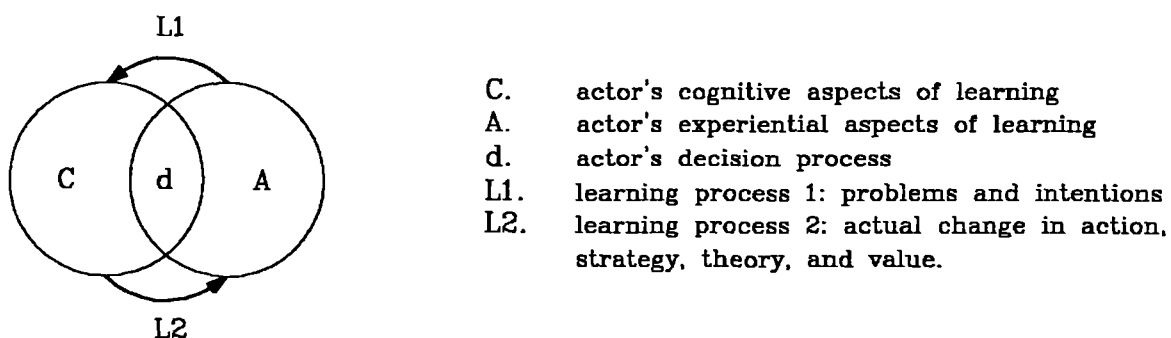 L1
C d A
L2
C. actor's cognitive aspects of learning
A. actor's experiential aspects of learning
d. actor's decision process
L1. learning process 1: problems and intentions
L2. learning process 2: actual change in action,
strategy, theory, and value.